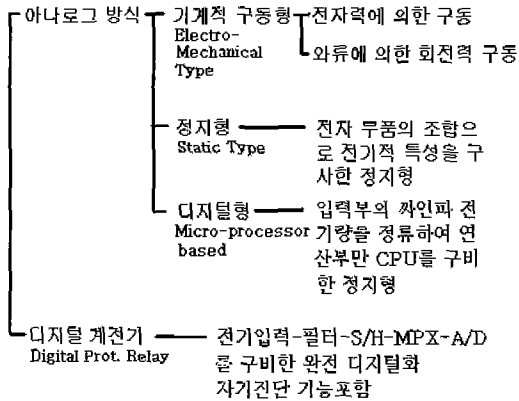 아나로그 방식
기계적 구동형
Electro-
Mechanical
Type
전자력에 의한 구동
와류에 의한 회전력 구동
정지형
Static Type
전자 부품의 조합으
로 전기적 특성을 구
사한 정지형
디지털형
Micro-processor
based
입력부의 싸인파 전
기량을 정류하여 연
산부만 CPU를 구비
한 정지형
디지털 계전기
Digital Prot. Relay
전기입력-필터-S/H-MPX-A/D
를 구비한 완전 디지털화
자기진단 기능포함